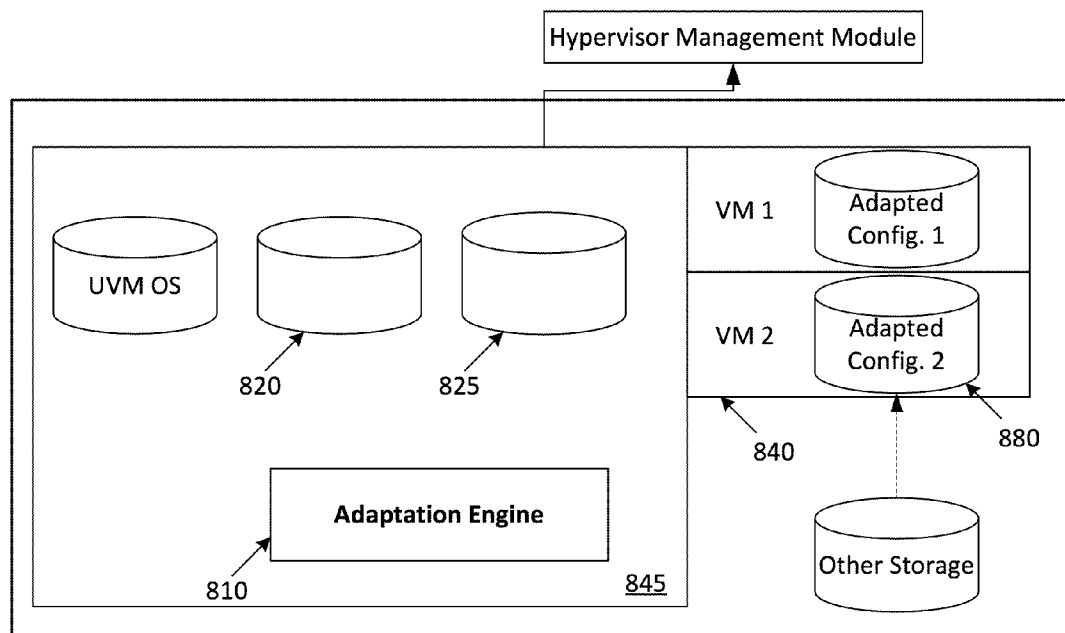 Hypervisor Management Module
VM 1
Adapted
Config. 1
UVM OS
VM 2
Adapted
Config. 2
820
825
840
880
Adaptation Engine
Other Storage
810
845